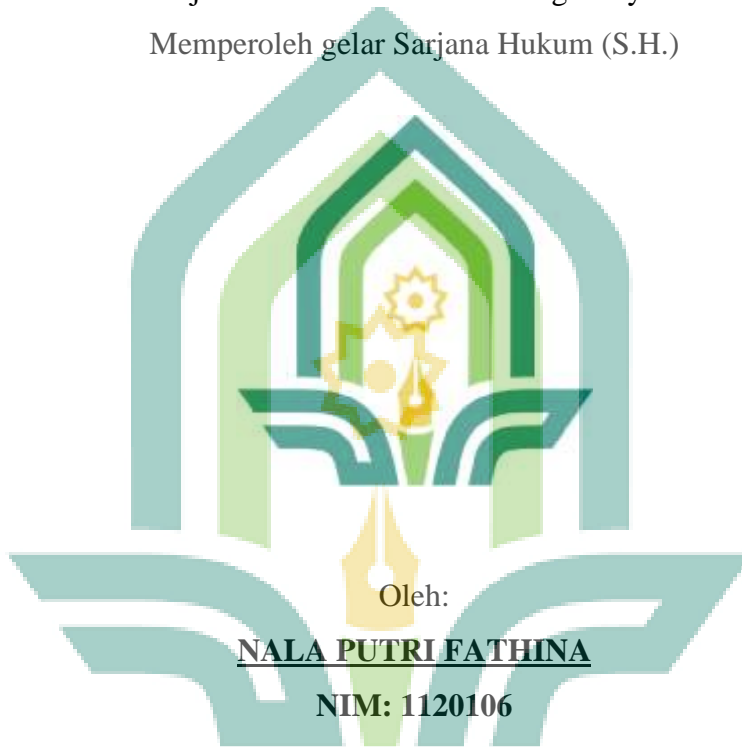 Memperoleh gelar Sarjana Hukum (S.H.)
Oleh:
NALA PUTRI FATHINA
NIM: 1120106